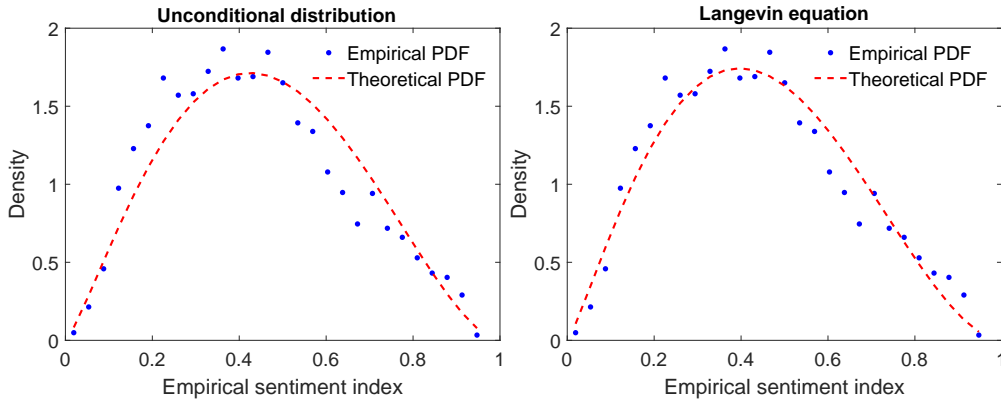 Unconditional distribution
2
1.5
1
0.5
0
Density
Empirical PDF
Theoretical PDF
0 0.2 0.4 0.6 0.8 1
Empirical sentiment index
Langevin equation
2
1.5
1
0.5
0
Density
Empirical PDF
Theoretical PDF
0 0.2 0.4 0.6 0.8 1
Empirical sentiment index